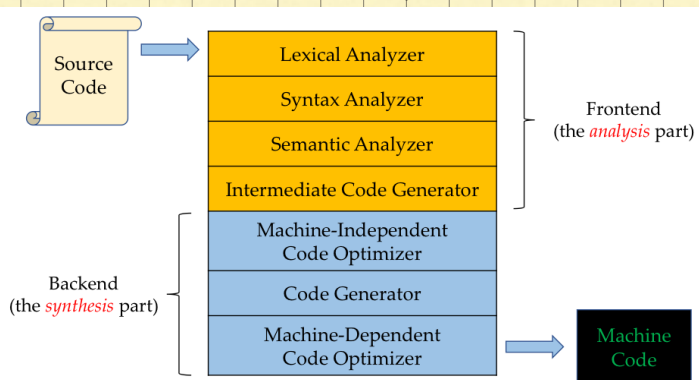 Source
Code
Lexical Analyzer
Syntax Analyzer
Semantic Analyzer
Intermediate Code Generator
Frontend
(the analysis part)
Machine-Independent
Code Optimizer
Code Generator
Machine-Dependent
Code Optimizer
Backend
(the synthesis part)
Machine
Code